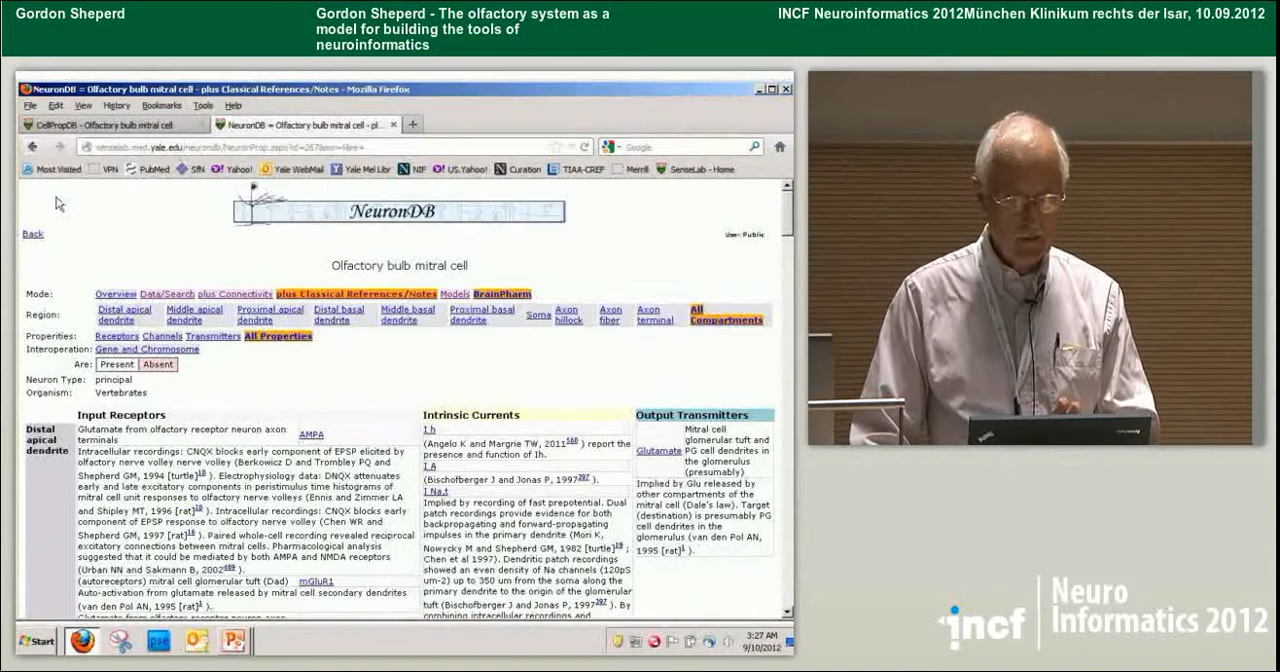 Gordon Sheperd
Gordon Sheperd - The olfactory system as a
model for building the tools of
neuroinformatics
INCF Neuroinformatics 2012München Klinikum rechts der Isar, 10.09.2012
NeuronDB = Olfactory bulb mitral cell - plus Classical References/Notes - Mozilla Firefox
File Edit View History Bookmarks Tools Help
CellPropDB - Olfactory bulb mitral cell
NeuronDB = Olfactory bulb mitral cell - pl...
Google
Most Visited VPN PubMed SfN Yahoo! Yale WebMail Yale Mel Libr NIF US.Yahoo! Curation TIAA-CREF Merrill SenseLab - Home
NeuronDB
Back
User: Public
Olfactory bulb mitral cell
Mode: Overview Data/Search plus Connectivity plus Classical References/Notes Models BrainPharm
Region: Distal apical dendrite Middle apical dendrite Proximal apical dendrite Distal basal dendrite Middle basal dendrite Proximal basal dendrite Soma Axon hillock Axon fiber Axon terminal All Compartments
Properties: Receptors Channels Transmitters All Properties
Interoperation: Gene and Chromosome
Are: Present Absent
Neuron Type: principal
Organism: Vertebrates
Distal
apical
dendrite
Input Receptors
Glutamate from olfactory receptor neuron axon
terminals
AMPA
Intracellular recordings: CNQX blocks early component of EPSP elicited by
olfactory nerve volley nerve volley (Berkowicz D and Trombley PQ and
Shepherd GM, 1994 [turtle] ). Electrophysiology data: DNQX attenuates
early and late excitatory components in peristimulus time histograms of
mitral cell unit responses to olfactory nerve volleys (Ennis and Zimmer LA
and Shipley MT, 1996 [rat] ). Intracellular recordings: CNQX blocks early
component of EPSP response to olfactory nerve volley (Chen WR and
Shepherd GM, 1997 [rat] ). Paired whole-cell recording revealed reciprocal
excitatory connections between mitral cells. Pharmacological analysis
suggested that it could be mediated by both AMPA and NMDA receptors
(Urban NN and Sakmann B, 2002 ).
(autoreceptors) mitral cell glomerular tuft (Dad) mGluR1
Auto-activation from glutamate released by mitral cell secondary dendrites
(van den Pol AN, 1995 [rat] ).
Glutamate from olfactory receptor neuron axon
Intrinsic Currents
I h
(Angelo K and Margrie TW, 2011 ) report the
presence and function of Ih.
I A
(Bischofberger J and Jonas P, 1997 ).
I Na,t
Implied by recording of fast prepotential. Dual
patch recordings provide evidence for both
backpropagating and forward-propagating
impulses in the primary dendrite (Mori K,
Nowycky M and Shepherd GM, 1982 [turtle] ;
Chen et al 1997). Dendritic patch recordings
showed an even density of Na channels (120pS
um-2) up to 350 um from the soma along the
primary dendrite to the origin of the glomerular
tuft (Bischofberger J and Jonas P, 1997 ). By
combining intracellular recordings and
Output Transmitters
Glutamate
Mitral cell
glomerular tuft and
PG cell dendrites in
the glomerulus
(presumably)
Implied by Glu released by
other compartments of the
mitral cell (Dale's law). Target
(destination) is presumably PG
cell dendrites in the
glomerulus (van den Pol AN,
1995 [rat] ).
Start
3:27 AM
9/10/2012
incf
Neuro
Informatics 2012